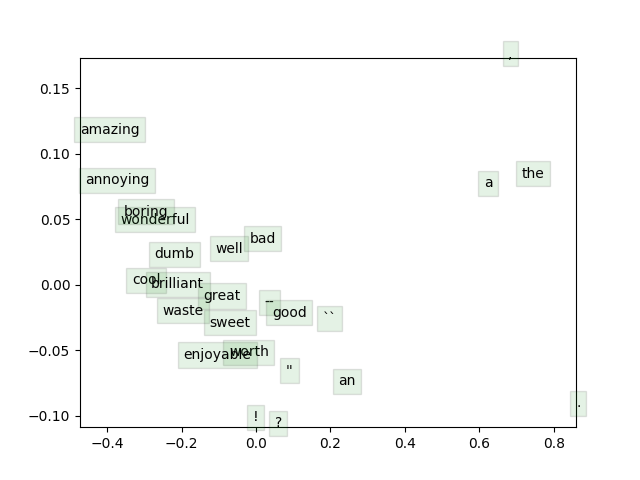 ,
0.15
amazing
0.10
annoying
a
the
boring
0.05
wonderful
bad
well
dumb
0.00
cool
brilliant
great
--
waste
good
``
sweet
−0.05
enjoyable
worth
"
an
−0.10
!
?
.
−0.4
−0.2
0.0
0.2
0.4
0.6
0.8